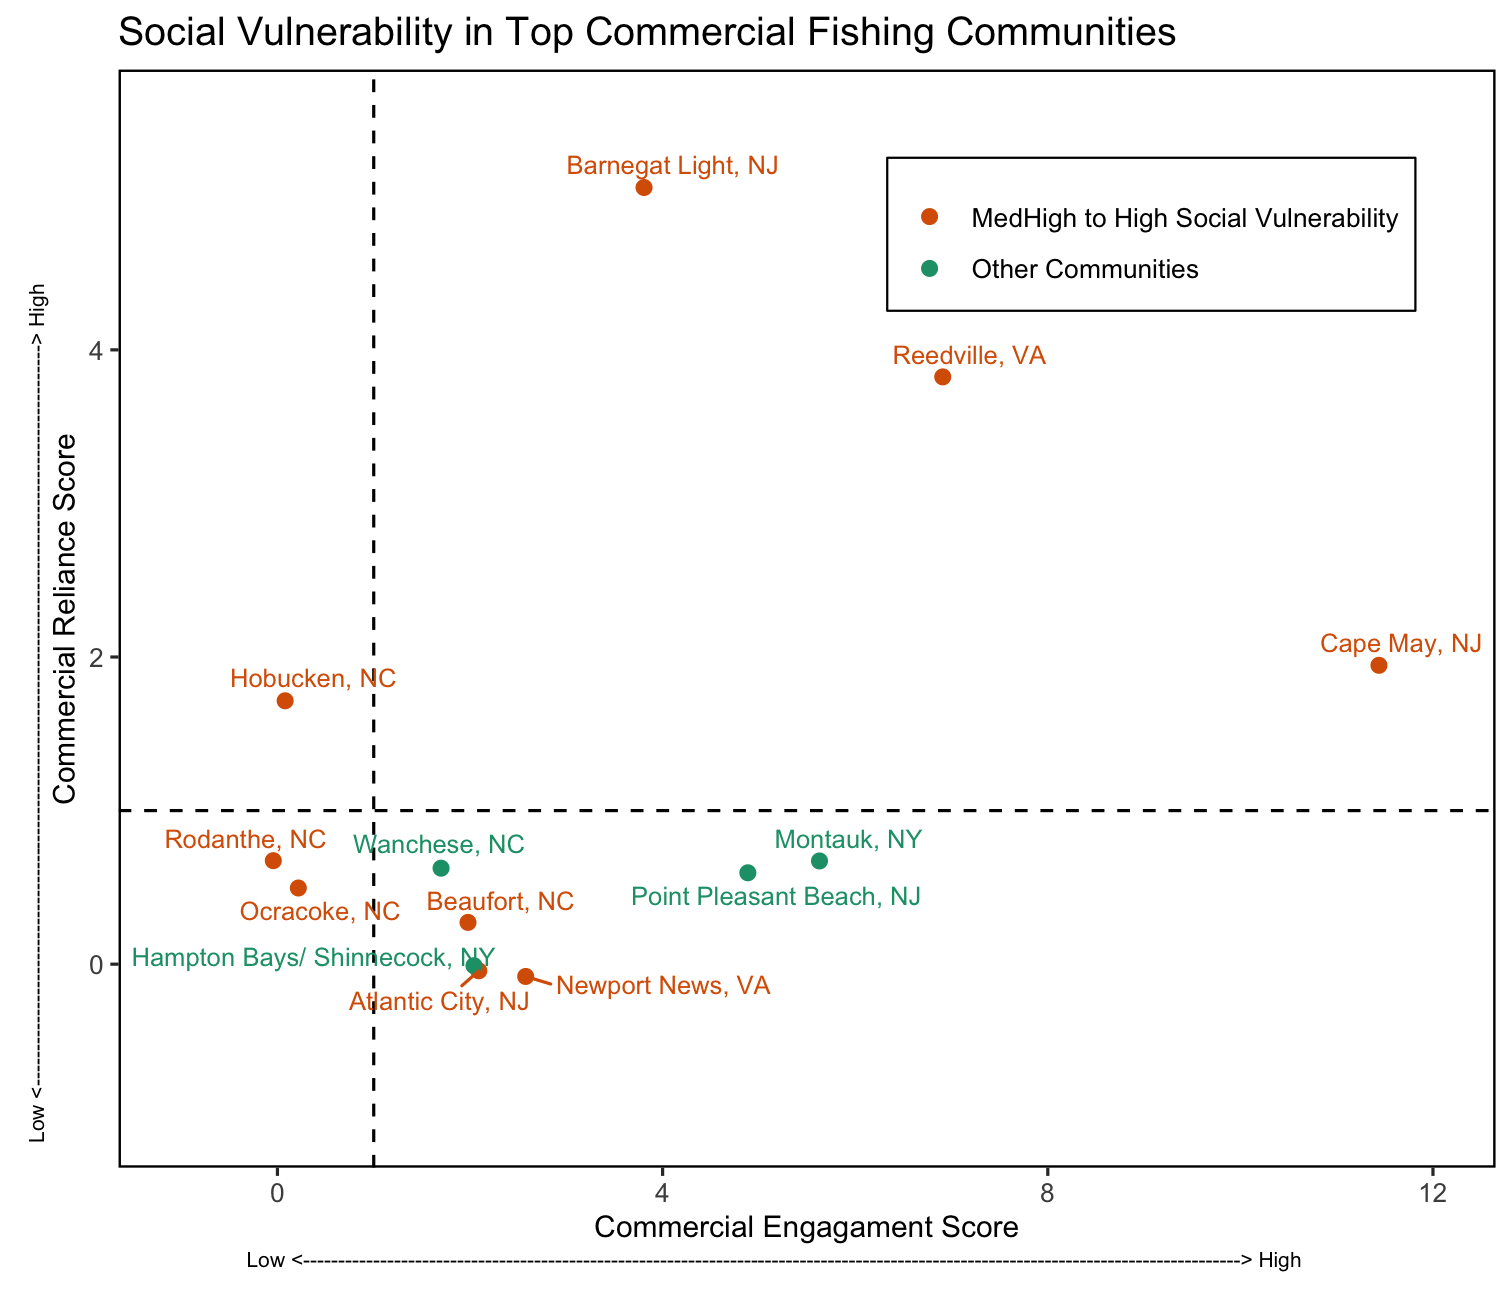 Social Vulnerability in Top Commercial Fishing Communities
Barnegat Light, NJ
MedHigh to High Social Vulnerability
Other Communities
Reedville, VA
Cape May, NJ
Hobucken, NC
Rodanthe, NC
Wanchese, NC
Montauk, NY
Point Pleasant Beach, NJ
Ocracoke, NC
Beaufort, NC
Hampton Bays/ Shinnecock, NY
Newport News, VA
Atlantic City, NJ
4
2
0
Commercial Reliance Score
Low <--------------------------------------------------------------------------------------------> High
0
4
8
12
Commercial Engagament Score
Low <--------------------------------------------------------------------------------------------------------------------------------------> High